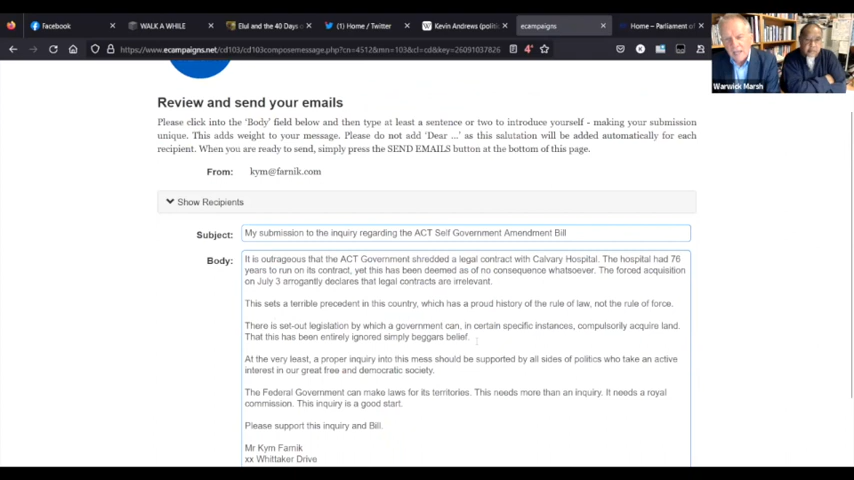 Facebook
WALK A WHILE
Elul and the 40 Days o
(1) Home / Twitter
Kevin Andrews (politi
ecampaigns
Home – Parliament of
https://www.ecampaigns.net/cd103/cd103composemessage.php?cn=4512&mn=103&cl=cd&key=26091037826
Warwick Marsh
Review and send your emails
Please click into the 'Body' field below and then type at least a sentence or two to introduce yourself - making your submission
unique. This adds weight to your message. Please do not add 'Dear ...' as this salutation will be added automatically for each
recipient. When you are ready to send, simply press the SEND EMAILS button at the bottom of this page.
From: kym@farnik.com
Show Recipients
Subject: My submission to the inquiry regarding the ACT Self Government Amendment Bill
Body: It is outrageous that the ACT Government shredded a legal contract with Calvary Hospital. The hospital had 76
years to run on its contract, yet this has been deemed as of no consequence whatsoever. The forced acquisition
on July 3 arrogantly declares that legal contracts are irrelevant.
This sets a terrible precedent in this country, which has a proud history of the rule of law, not the rule of force.
There is set-out legislation by which a government can, in certain specific instances, compulsorily acquire land.
That this has been entirely ignored simply beggars belief.
At the very least, a proper inquiry into this mess should be supported by all sides of politics who take an active
interest in our great free and democratic society.
The Federal Government can make laws for its territories. This needs more than an inquiry. It needs a royal
commission. This inquiry is a good start.
Please support this inquiry and Bill.
Mr Kym Farnik
xx Whittaker Drive